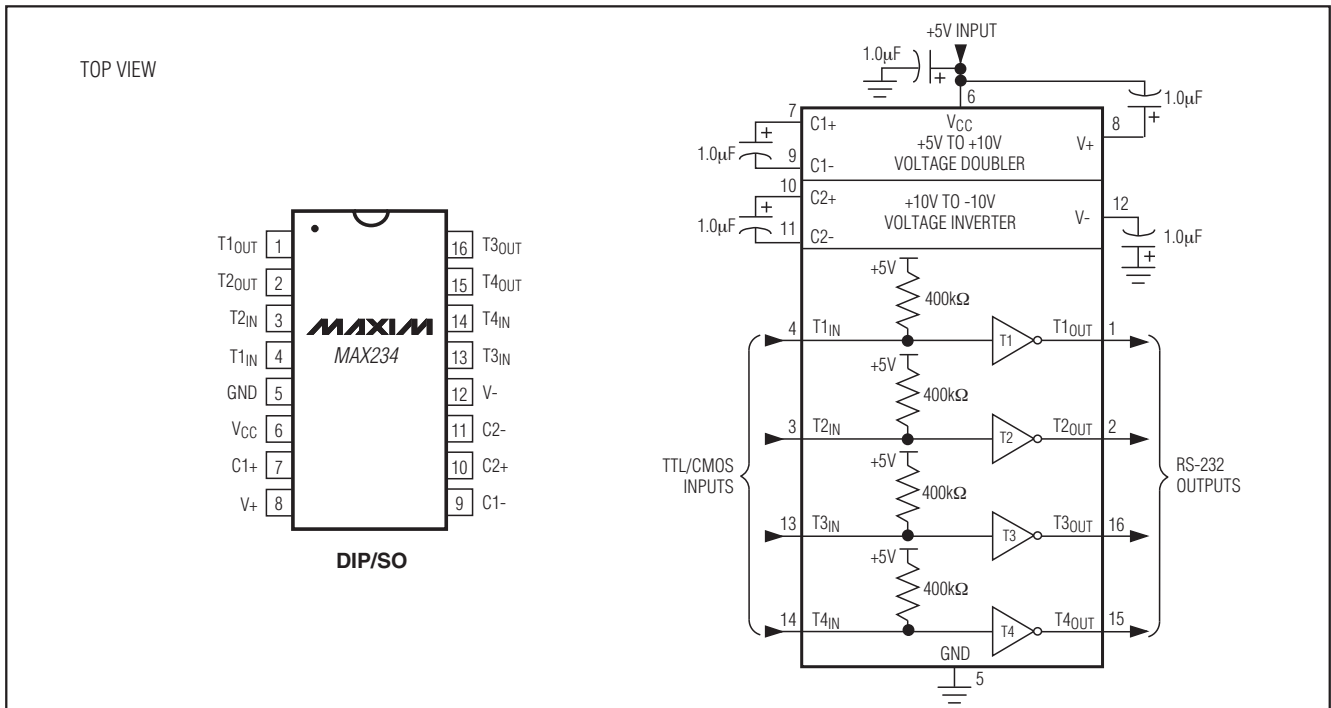 TOP VIEW
T1OUT 1
T2OUT 2
T2IN 3
T1IN 4
GND 5
VCC 6
C1+ 7
V+ 8
16 T3OUT
15 T4OUT
14 T4IN
13 T3IN
12 V-
11 C2-
10 C2+
9 C1-
MAXIM
MAX234
DIP/SO
+5V INPUT
1.0µF
+
6
1.0µF
+
7 C1+
+
1.0µF
9 C1-
VCC
+5V TO +10V
VOLTAGE DOUBLER
8
V+
10 C2+
+
1.0µF
11 C2-
+10V TO -10V
VOLTAGE INVERTER
12
V-
1.0µF
+
+5V
400kΩ
4 T1IN
T1
T1OUT 1
+5V
400kΩ
3 T2IN
T2
T2OUT 2
+5V
400kΩ
13 T3IN
T3
T3OUT 16
+5V
400kΩ
14 T4IN
T4
T4OUT 15
TTL/CMOS
INPUTS
RS-232
OUTPUTS
GND
5